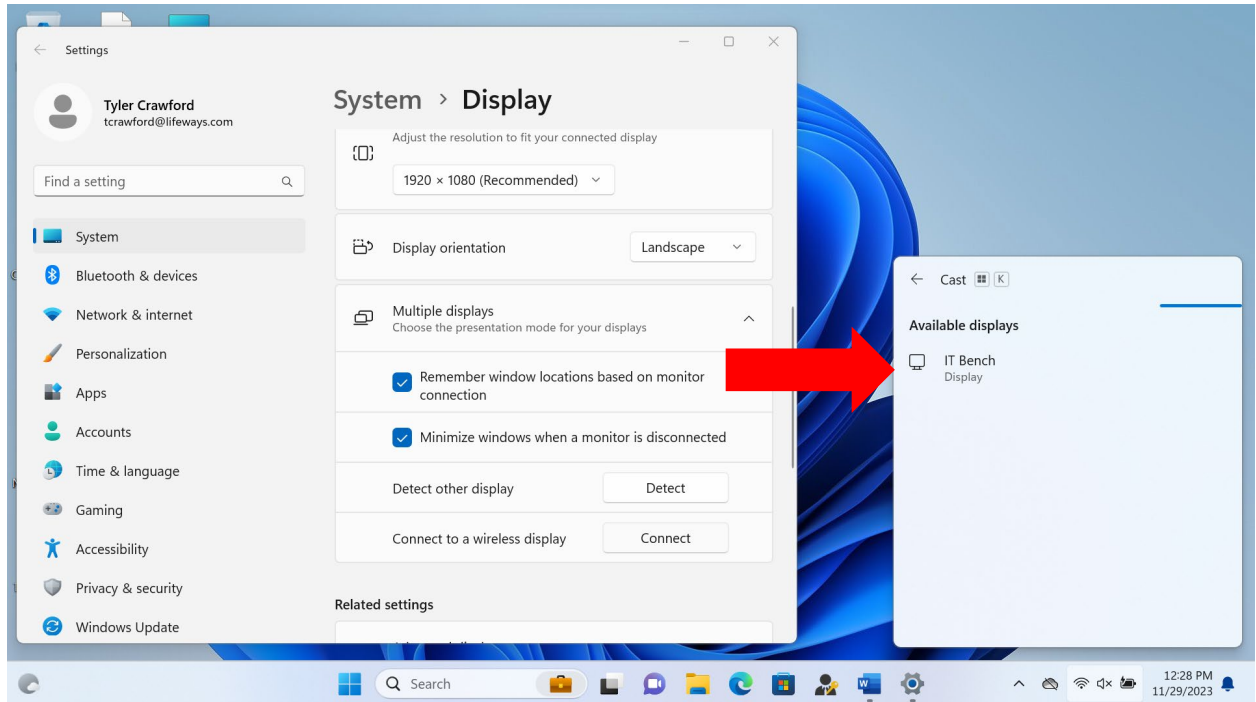 Settings
Tyler Crawford
tcrawford@lifeways.com
Find a setting
System
Bluetooth & devices
Network & internet
Personalization
Apps
Accounts
Time & language
Gaming
Accessibility
Privacy & security
Windows Update
System > Display
Adjust the resolution to fit your connected display
1920 × 1080 (Recommended)
Display orientation
Landscape
Multiple displays
Choose the presentation mode for your displays
Remember window locations based on monitor
connection
Minimize windows when a monitor is disconnected
Detect other display
Detect
Connect to a wireless display
Connect
Related settings
Cast K
Available displays
IT Bench
Display
Search
12:28 PM
11/29/2023